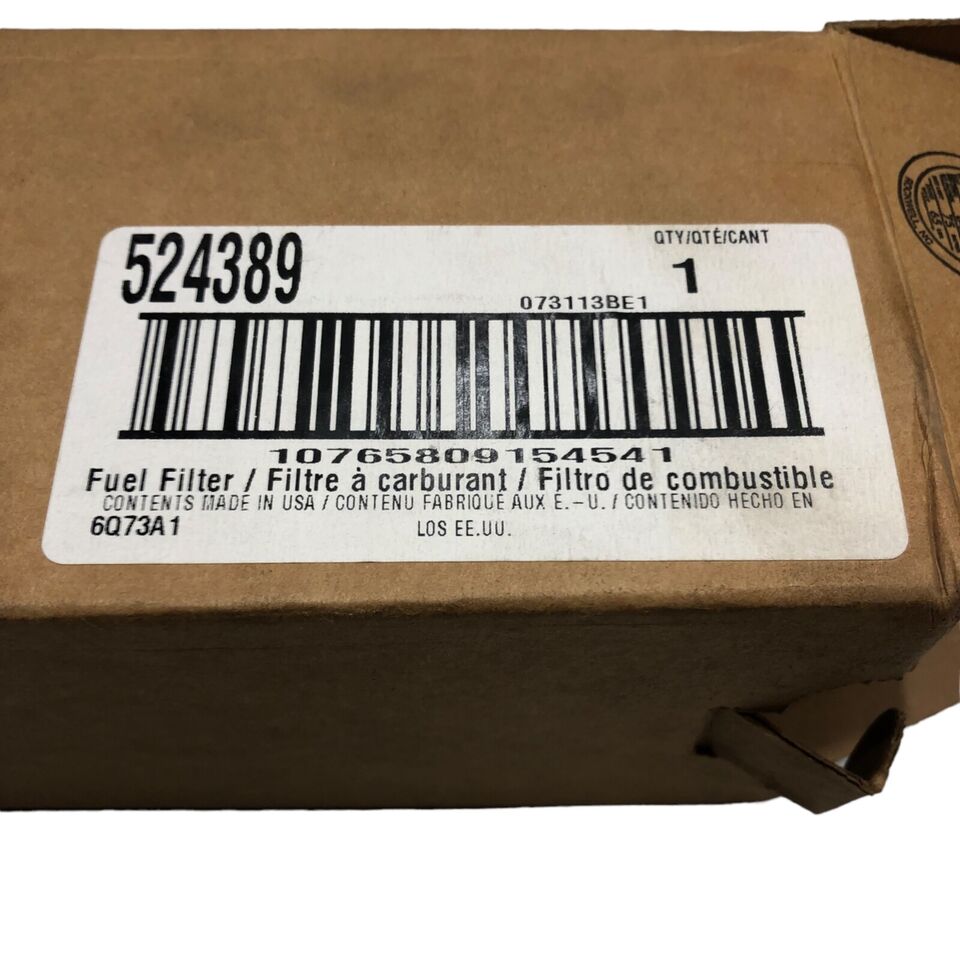 524389
QTY/QTÉ/CANT
1
073113BE1
10765809154541
Fuel Filter / Filtre à carburant / Filtro de combustible
CONTENTS MADE IN USA / CONTENU FABRIQUE AUX E.-U. / CONTENIDO HECHO EN
LOS EE.UU.
6Q73A1